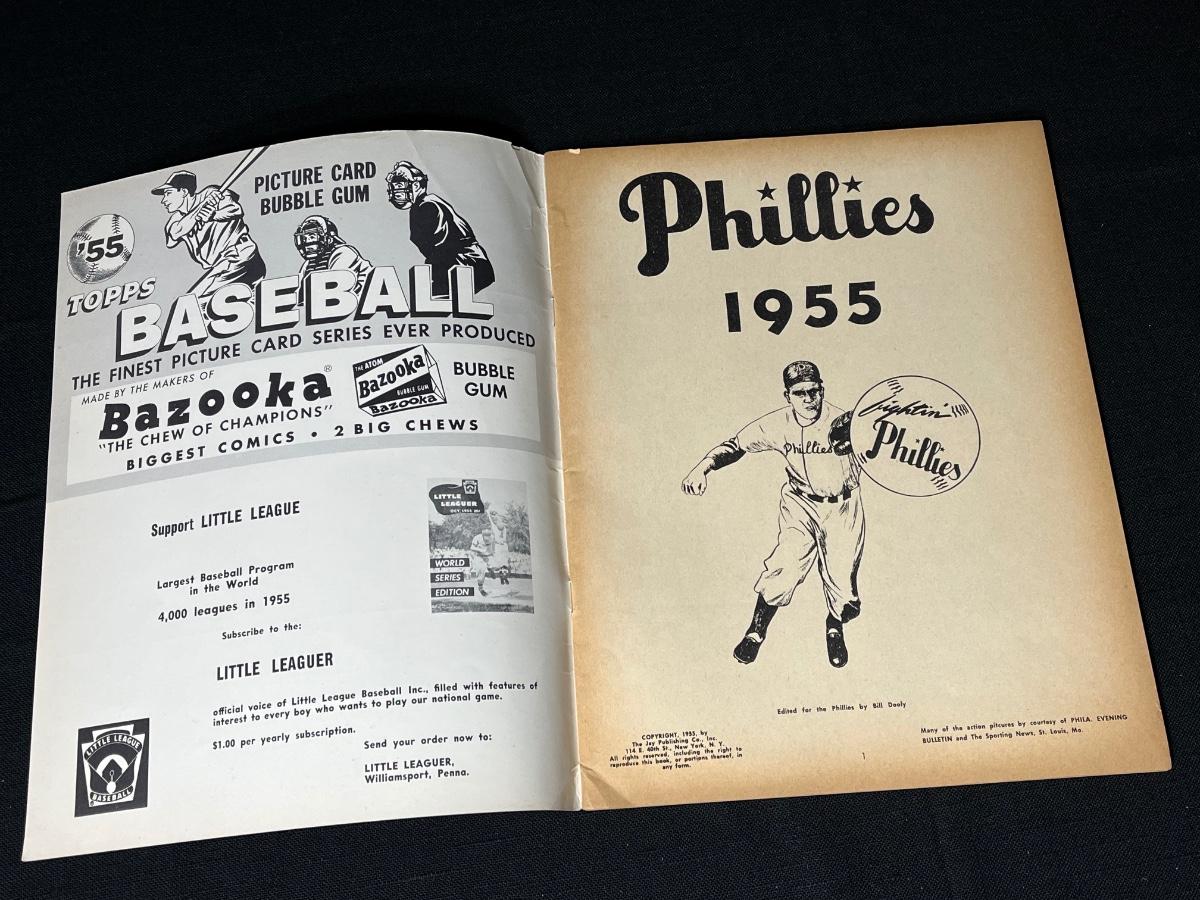 PICTURE CARD
BUBBLE GUM
'55
TOPPS
BASEBALL
THE FINEST PICTURE CARD SERIES EVER PRODUCED
MADE BY THE MAKERS OF
Bazooka®
"THE CHEW OF CHAMPIONS"
BIGGEST COMICS • 2 BIG CHEWS
THE ATOM
Bazooka
BUBBLE GUM
Bazooka
BUBBLE
GUM
Support LITTLE LEAGUE
Largest Baseball Program
in the World
4,000 leagues in 1955
Subscribe to the:
LITTLE LEAGUER
official voice of Little League Baseball Inc., filled with features of
interest to every boy who wants to play our national game.
$1.00 per yearly subscription.
Send your order now to:
LITTLE LEAGUER,
Williamsport, Penna.
LITTLE
LEAGUER
WORLD
SERIES
EDITION
LITTLE LEAGUE
BASEBALL
Phillies
1955
Phillies
fightin'
Phillies
Edited for the Phillies by Bill Dooly
COPYRIGHT, 1955, by
The Jay Publishing Co., Inc.
114 E. 40th St., New York, N. Y.
All rights reserved, including the right to
reproduce this book, or portions thereof, in
any form.
1
Many of the action pitcures by courtesy of PHILA. EVENING
BULLETIN and The Sporting News, St. Louis, Mo.